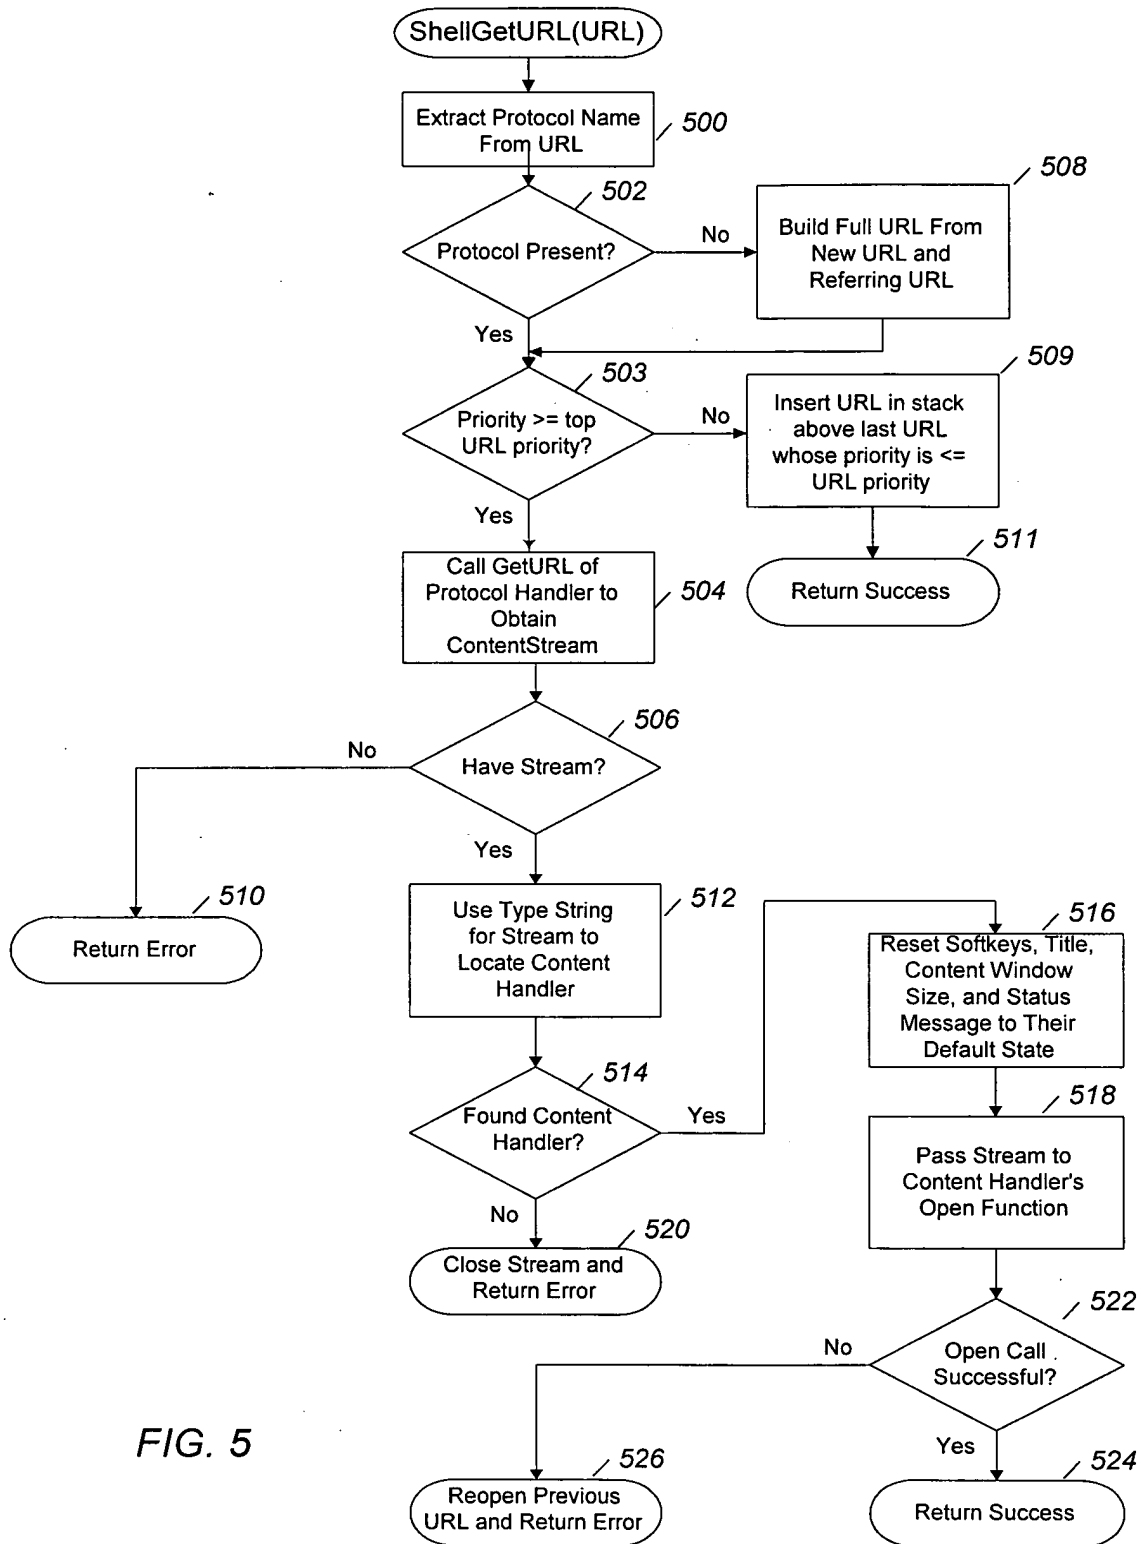 ShellGetURL(URL)
Extract Protocol Name
From URL
500
502
Protocol Present?
No
508
Build Full URL From
New URL and
Referring URL
Yes
503
Priority >= top
URL priority?
No
509
Insert URL in stack
above last URL
whose priority is <=
URL priority
Yes
511
Return Success
Call GetURL of
Protocol Handler to
Obtain
ContentStream
504
506
Have Stream?
No
Yes
510
Return Error
Use Type String
for Stream to
Locate Content
Handler
512
516
Reset Softkeys, Title,
Content Window
Size, and Status
Message to Their
Default State
514
Found Content
Handler?
Yes
518
Pass Stream to
Content Handler's
Open Function
No
520
Close Stream and
Return Error
522
Open Call
Successful?
No
Yes
526
Reopen Previous
URL and Return Error
524
Return Success
FIG. 5